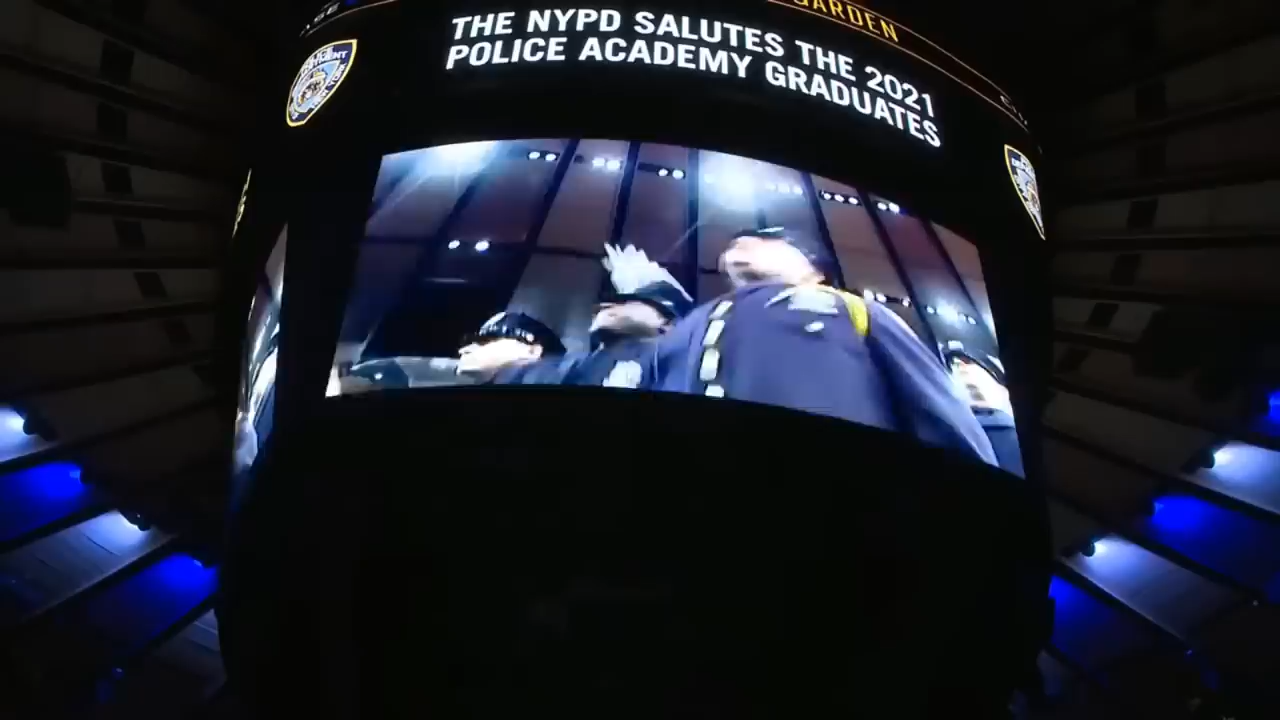 GARDEN
THE NYPD SALUTES THE 2021
POLICE ACADEMY GRADUATES